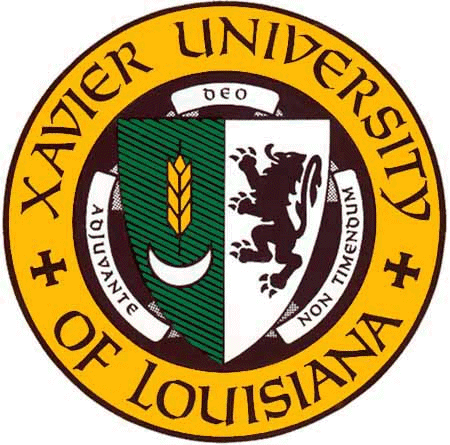 XAVIER UNIVERSITY
OF LOUISIANA
DEO
ADJUVANTE
NON TIMENDUM